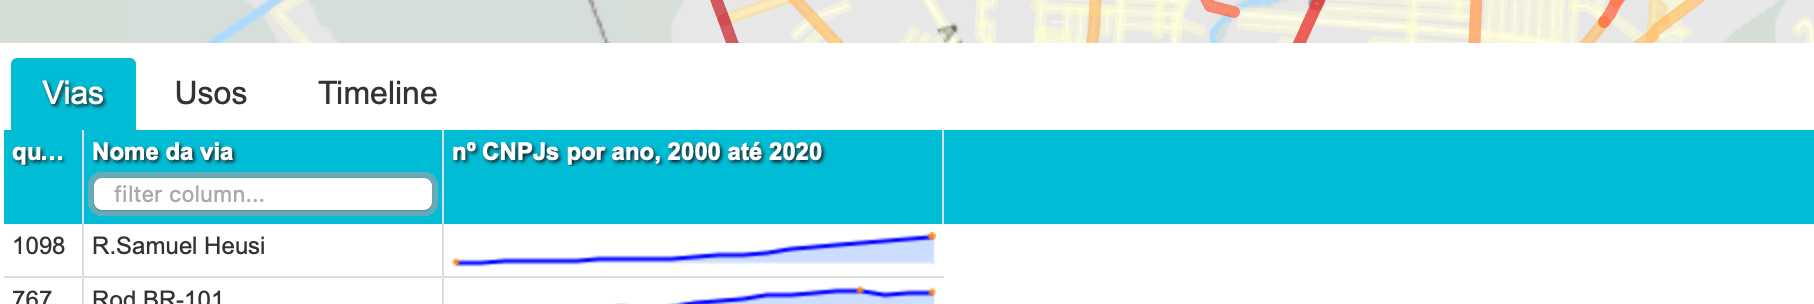 Vias Usos Timeline
qu... Nome da via nº CNPJs por ano, 2000 até 2020
filter column...
1098 R.Samuel Heusi
767 Rod BR-101